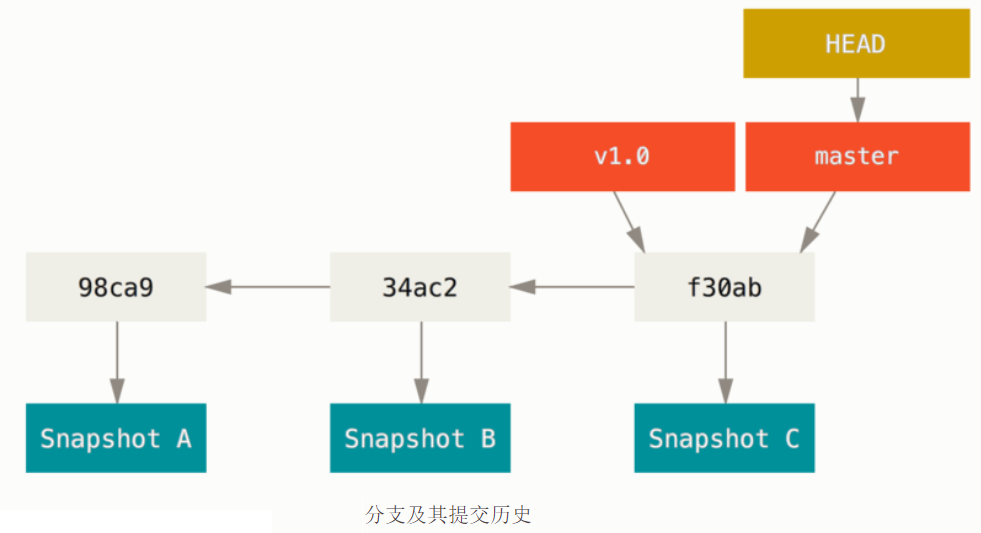 HEAD
v1.0 master
98ca9 34ac2 f30ab
Snapshot A Snapshot B Snapshot C
分支及其提交历史